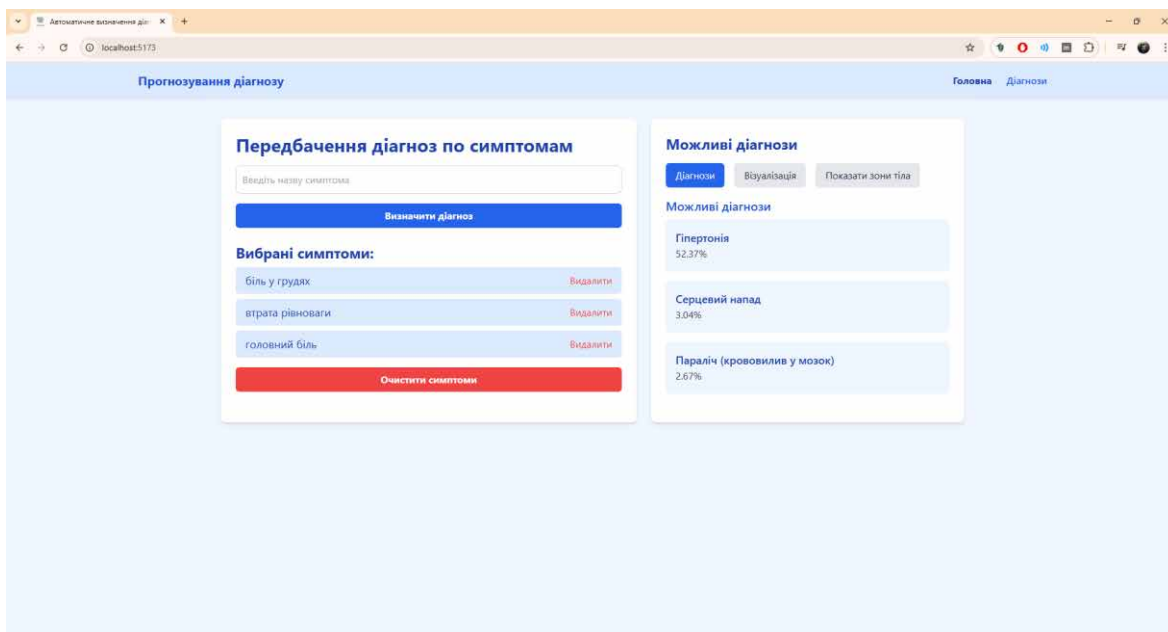 Автоматичне визначення діаг
localhost:5173
Прогнозування діагнозу
Головна
Діагнози
Передбачення діагноз по симптомам
Введіть назву симптома
Визначити діагноз
Вибрані симптоми:
біль у грудях
Видалити
втрата рівноваги
Видалити
головний біль
Видалити
Очистити симптоми
Можливі діагнози
Діагнози
Візуалізація
Показати зони тіла
Можливі діагнози
Гіпертонія
52.37%
Серцевий напад
3.04%
Параліч (крововилив у мозок)
2.67%